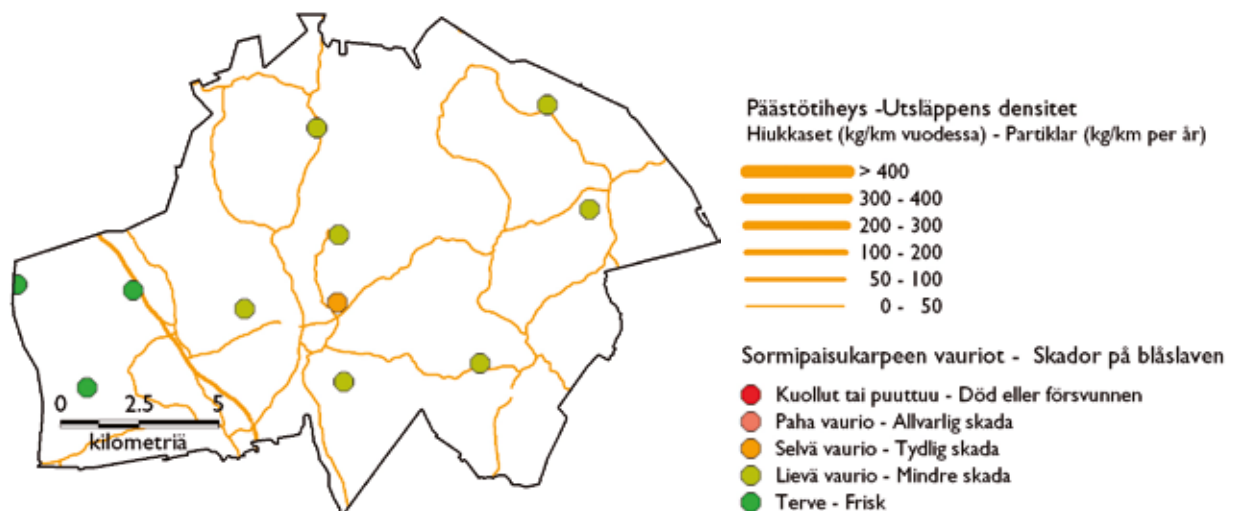 Päästötiheys -Utsläppens densitet
Hiukkaset (kg/km vuodessa) - Partiklar (kg/km per år)
> 400
300 - 400
200 - 300
100 - 200
50 - 100
0 - 50
Sormipaisukarpeen vauriot - Skador på blåslaven
Kuollut tai puuttuu - Död eller försvunnen
Paha vaurio - Allvarlig skada
Selvä vaurio - Tydlig skada
Lievä vaurio - Mindre skada
Terve - Frisk
0 2.5 5
kilometriä